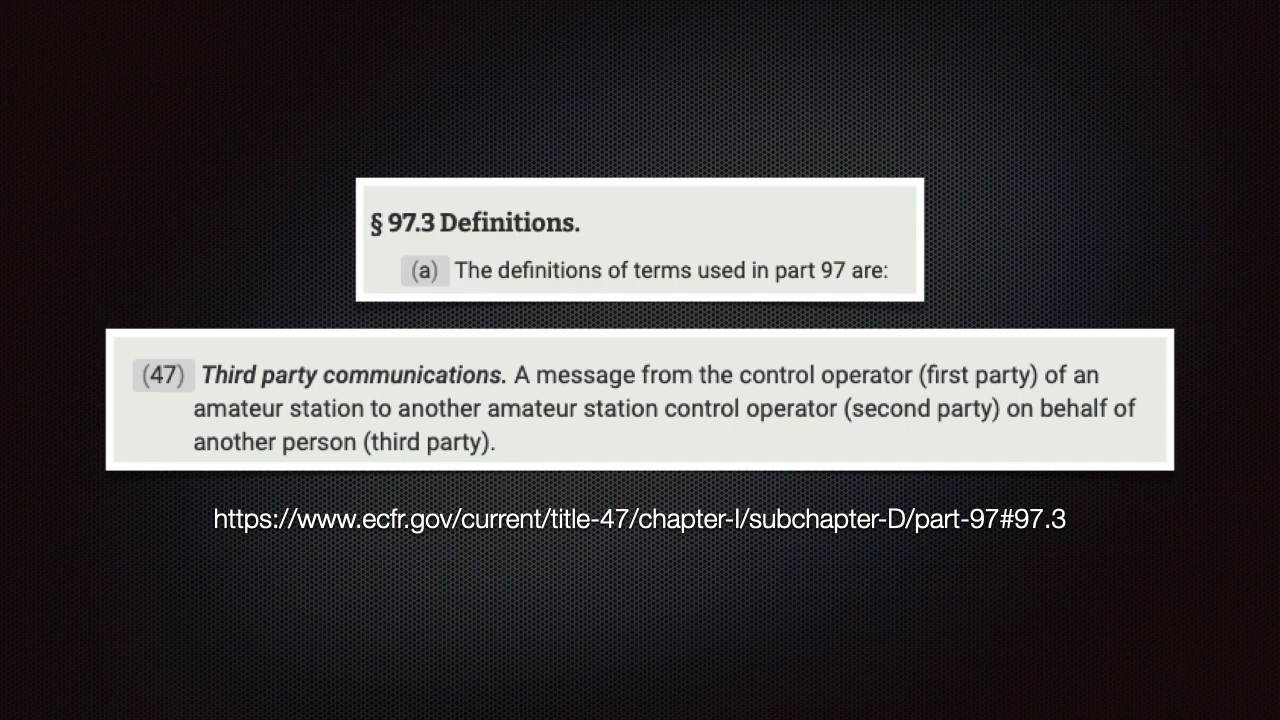 § 97.3 Definitions.
(a) The definitions of terms used in part 97 are:
(47) Third party communications. A message from the control operator (first party) of an
amateur station to another amateur station control operator (second party) on behalf of
another person (third party).
https://www.ecfr.gov/current/title-47/chapter-I/subchapter-D/part-97#97.3